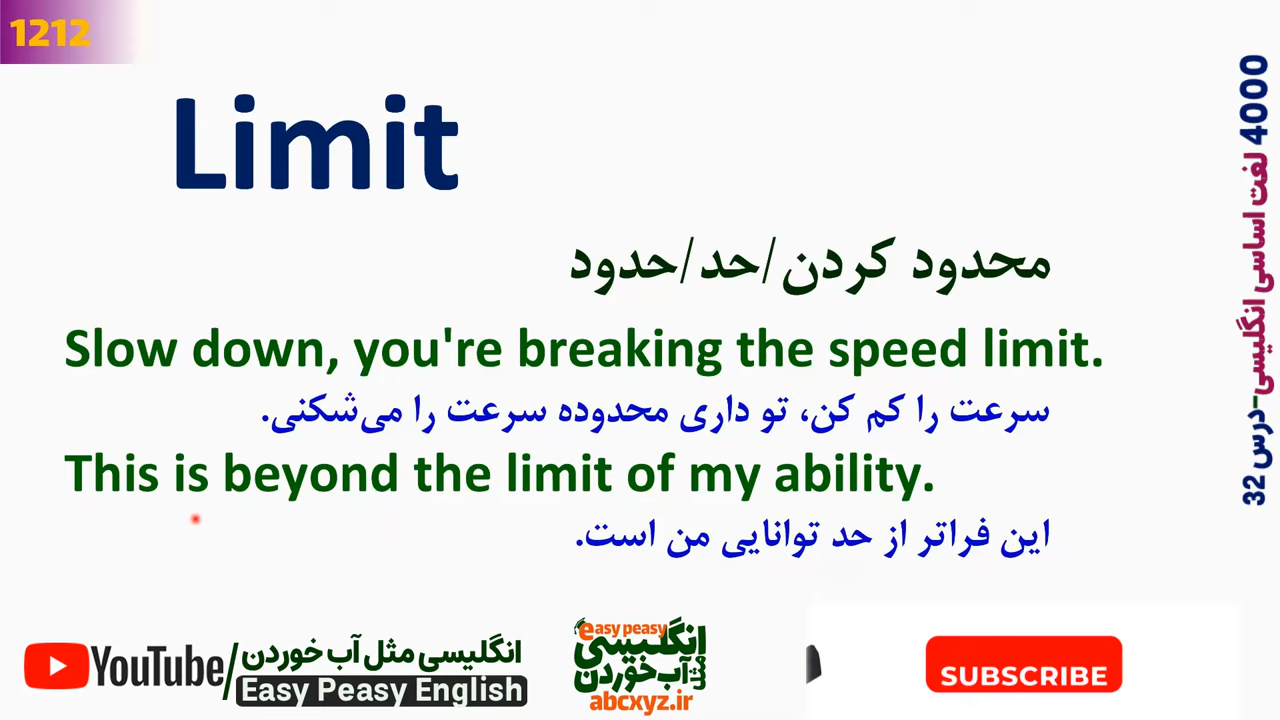 1212
Limit
محدود کردن/حد/حدود
Slow down, you're breaking the speed limit.
سرعت را کم کن، تو داری محدوده سرعت را می‌شکنی.
This is beyond the limit of my ability.
این فراتر از حد توانایی من است.
4000 لغت اساسی انگلیسی-درس 32
YouTube/انگلیسی مثل آب خوردن
Easy Peasy English
easy peasy
انگلیسی
مثل آب خوردن
abcxyz.ir
SUBSCRIBE